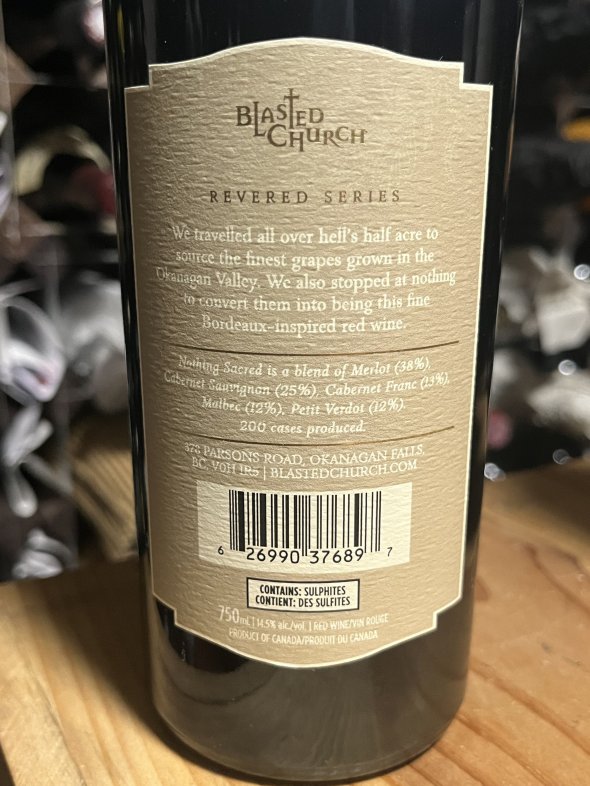 BLASTED
CHURCH
REVERED SERIES
We travelled all over hell's half acre to
source the finest grapes grown in the
Okanagan Valley. We also stopped at nothing
to convert them into being this fine
Bordeaux-inspired red wine.
Nothing Sacred is a blend of Merlot (38%),
Cabernet Sauvignon (25%), Cabernet Franc (13%),
Malbec (12%), Petit Verdot (12%).
200 cases produced.
378 PARSONS ROAD, OKANAGAN FALLS,
BC, V0H 1R5 | BLASTEDCHURCH.COM
6 26990 37689 7
CONTAINS: SULPHITES
CONTIENT: DES SULFITES
750mL | 14.5% alc./vol. | RED WINE/VIN ROUGE
PRODUCT OF CANADA/PRODUIT DU CANADA